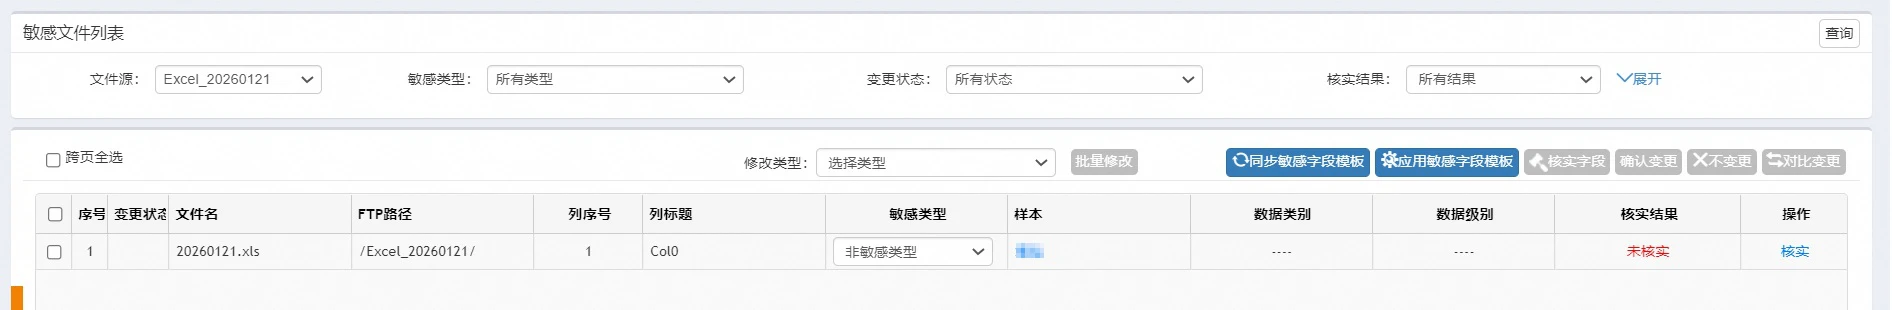 敏感文件列表 查询
文件源： Excel_20260121 敏感类型： 所有类型 变更状态： 所有状态 核实结果： 所有结果 展开
跨页全选 修改类型： 选择类型 批量修改 同步敏感字段模板 应用敏感字段模板 核实字段 确认变更 不变更 对比变更
序号 变更状态 文件名 FTP路径 列序号 列标题 敏感类型 样本 数据类别 数据级别 核实结果 操作
1 20260121.xls /Excel_20260121/ 1 Col0 非敏感类型 ---- ---- 未核实 核实